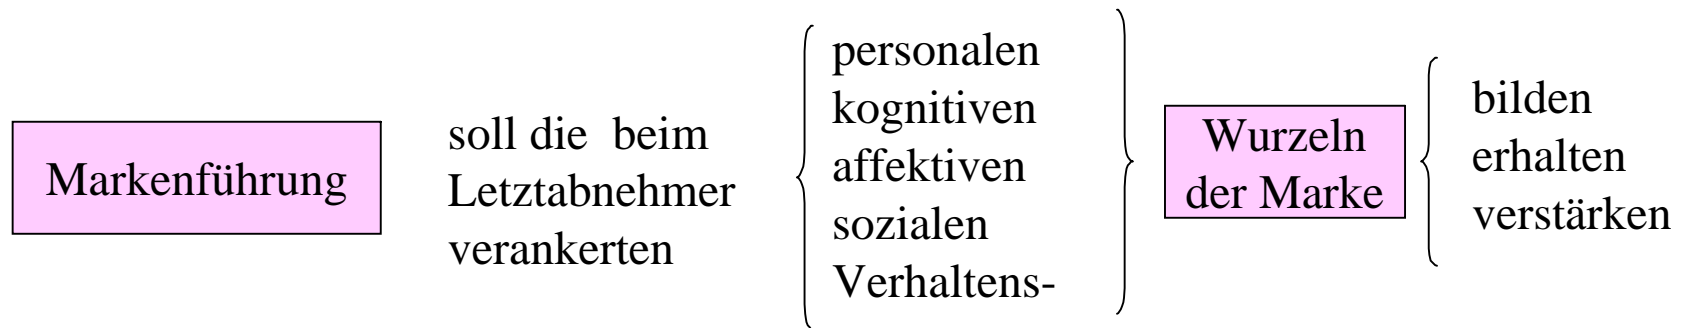 Markenführung
soll die  beim
Letztabnehmer
verankerten
personalen
kognitiven
affektiven
sozialen
Verhaltens-
Wurzeln
der Marke
bilden
erhalten
verstärken